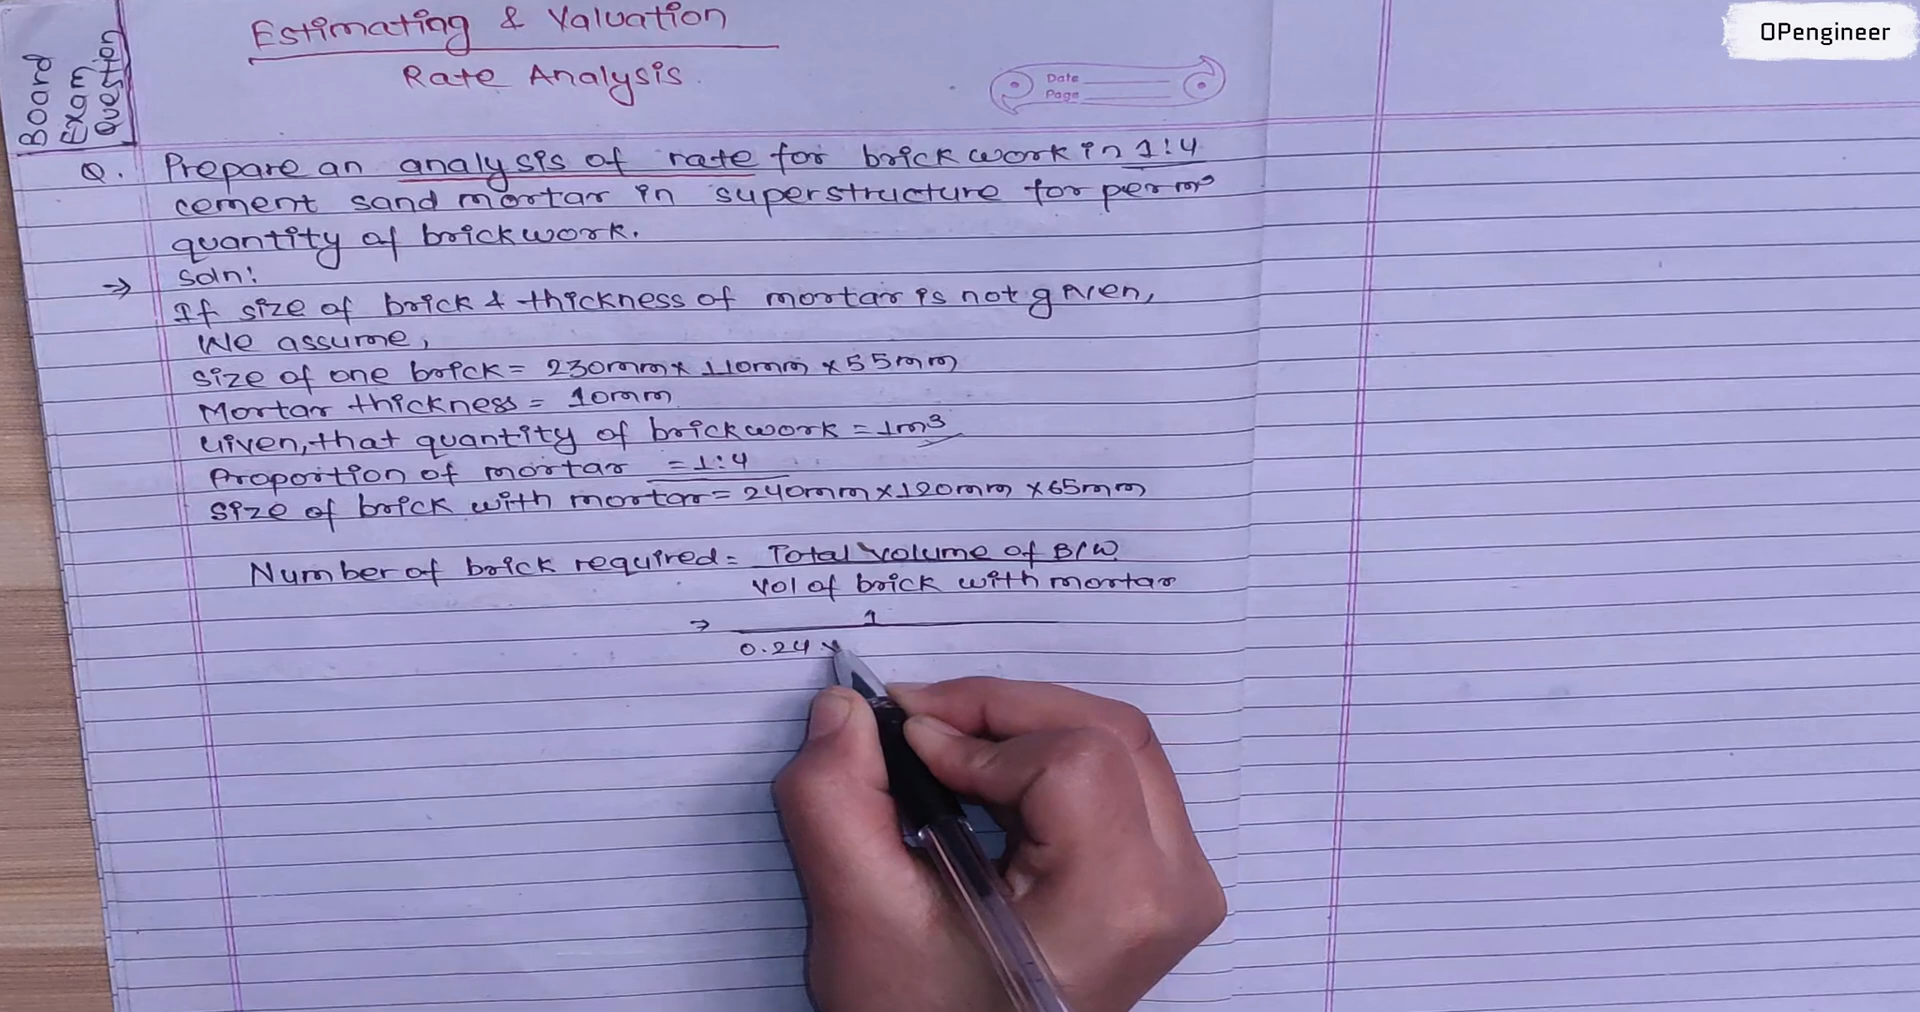 OPengineer
Estimating & Valuation
Rate Analysis.
Board
Exam
Question
Date
Page
Q. Prepare an analysis of rate for brick work in 1:4
cement sand mortar in superstructure for per m³
quantity of brickwork.
→ Soln:
If size of brick & thickness of mortar is not given,
We assume,
Size of one brick = 230mm x 110mm x 55mm
Mortar thickness = 10mm
Given, that quantity of brickwork = 1m³
Proportion of mortar = 1:4
Size of brick with mortar = 240mm x 120mm x 65mm
Number of brick required = Total volume of B/W
Vol of brick with mortar
→ 1
0.24 x